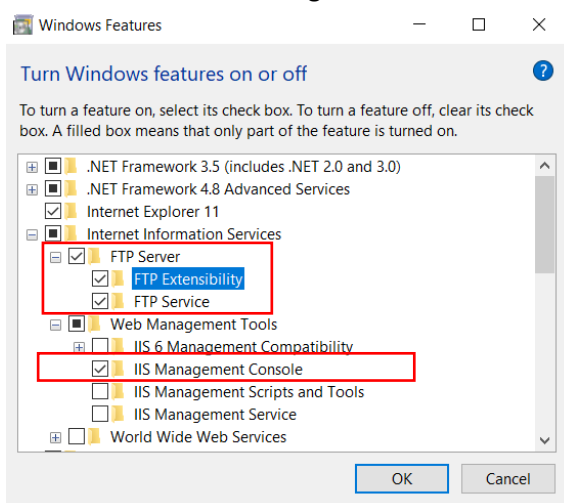 Windows Features
Turn Windows features on or off
?
To turn a feature on, select its check box. To turn a feature off, clear its check
box. A filled box means that only part of the feature is turned on.
.NET Framework 3.5 (includes .NET 2.0 and 3.0)
.NET Framework 4.8 Advanced Services
Internet Explorer 11
Internet Information Services
FTP Server
FTP Extensibility
FTP Service
Web Management Tools
IIS 6 Management Compatibility
IIS Management Console
IIS Management Scripts and Tools
IIS Management Service
World Wide Web Services
OK Cancel